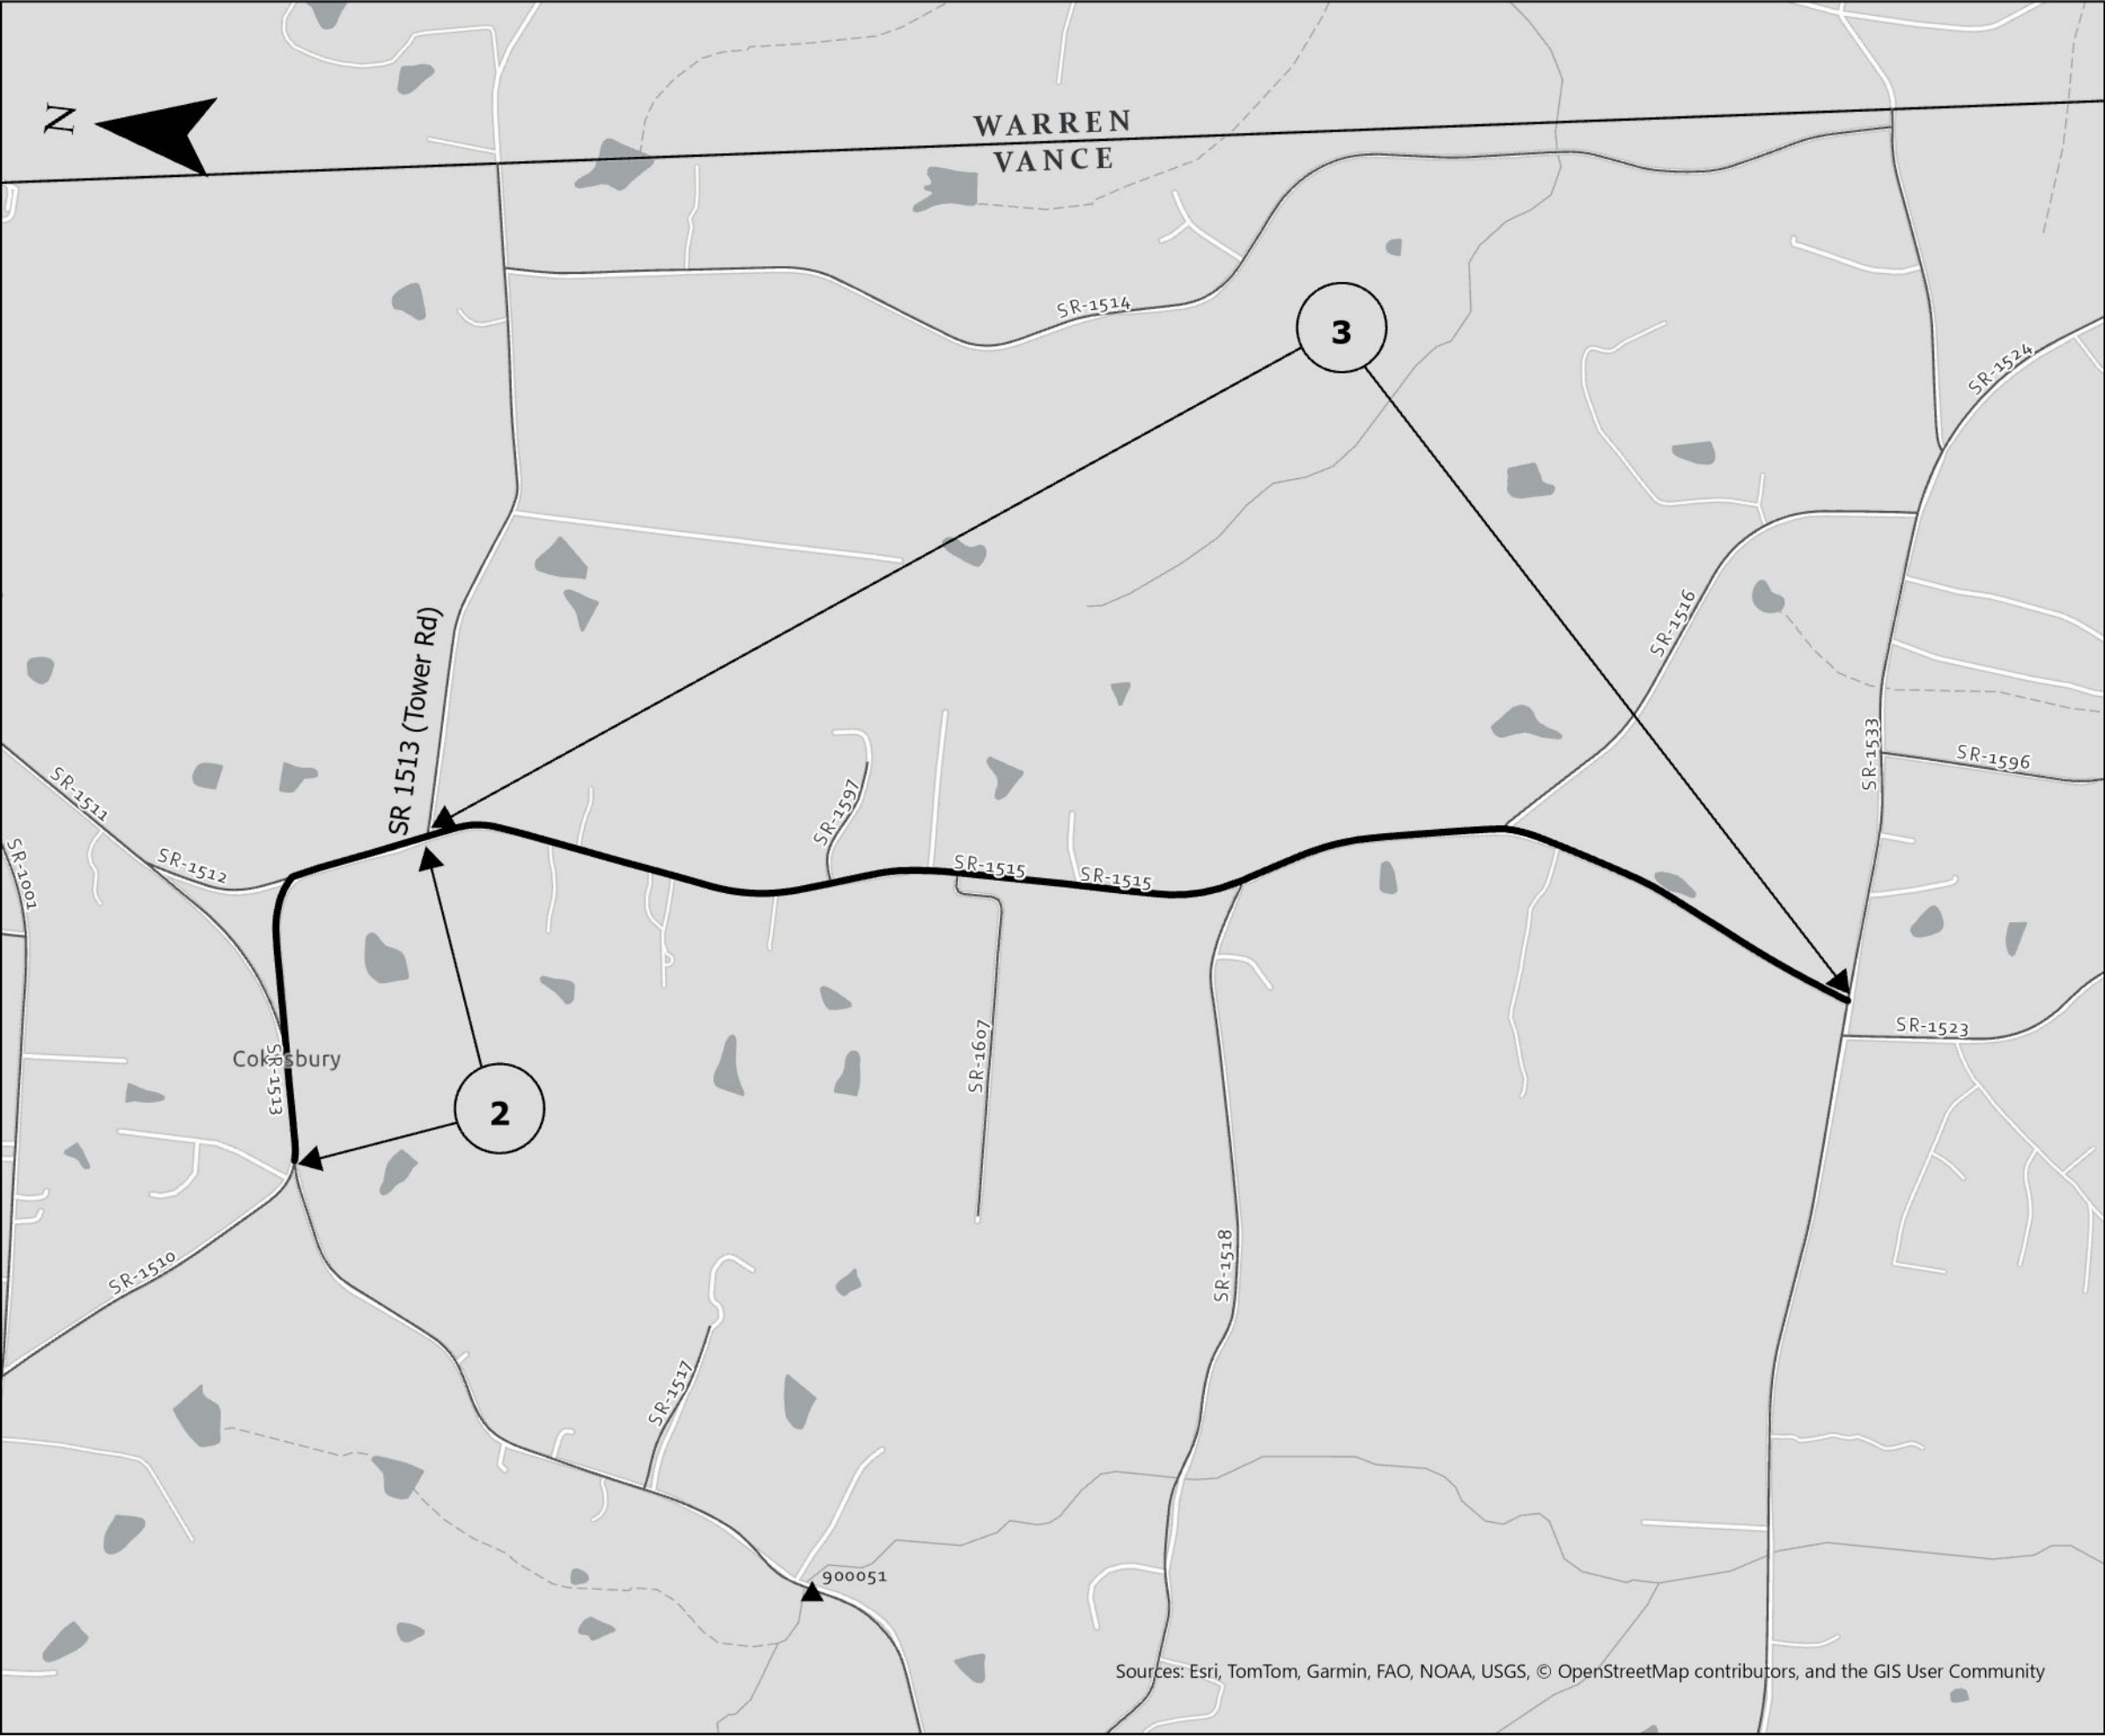 N
WARREN
VANCE
SR-1514
3
SR-1524
SR-1516
SR 1513 (Tower Rd)
SR-1533
SR-1596
SR-1511
SR-1597
SR-1001
SR-1512
SR-1515
SR-1515
SR-1523
SR-1607
Cokesbury
SR-1513
2
SR-1518
SR-1510
SR-1517
900051
Sources: Esri, TomTom, Garmin, FAO, NOAA, USGS, © OpenStreetMap contributors, and the GIS User Community